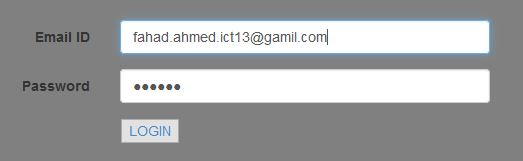 Email ID fahad.ahmed.ict13@gamil.com
Password ••••••
LOGIN